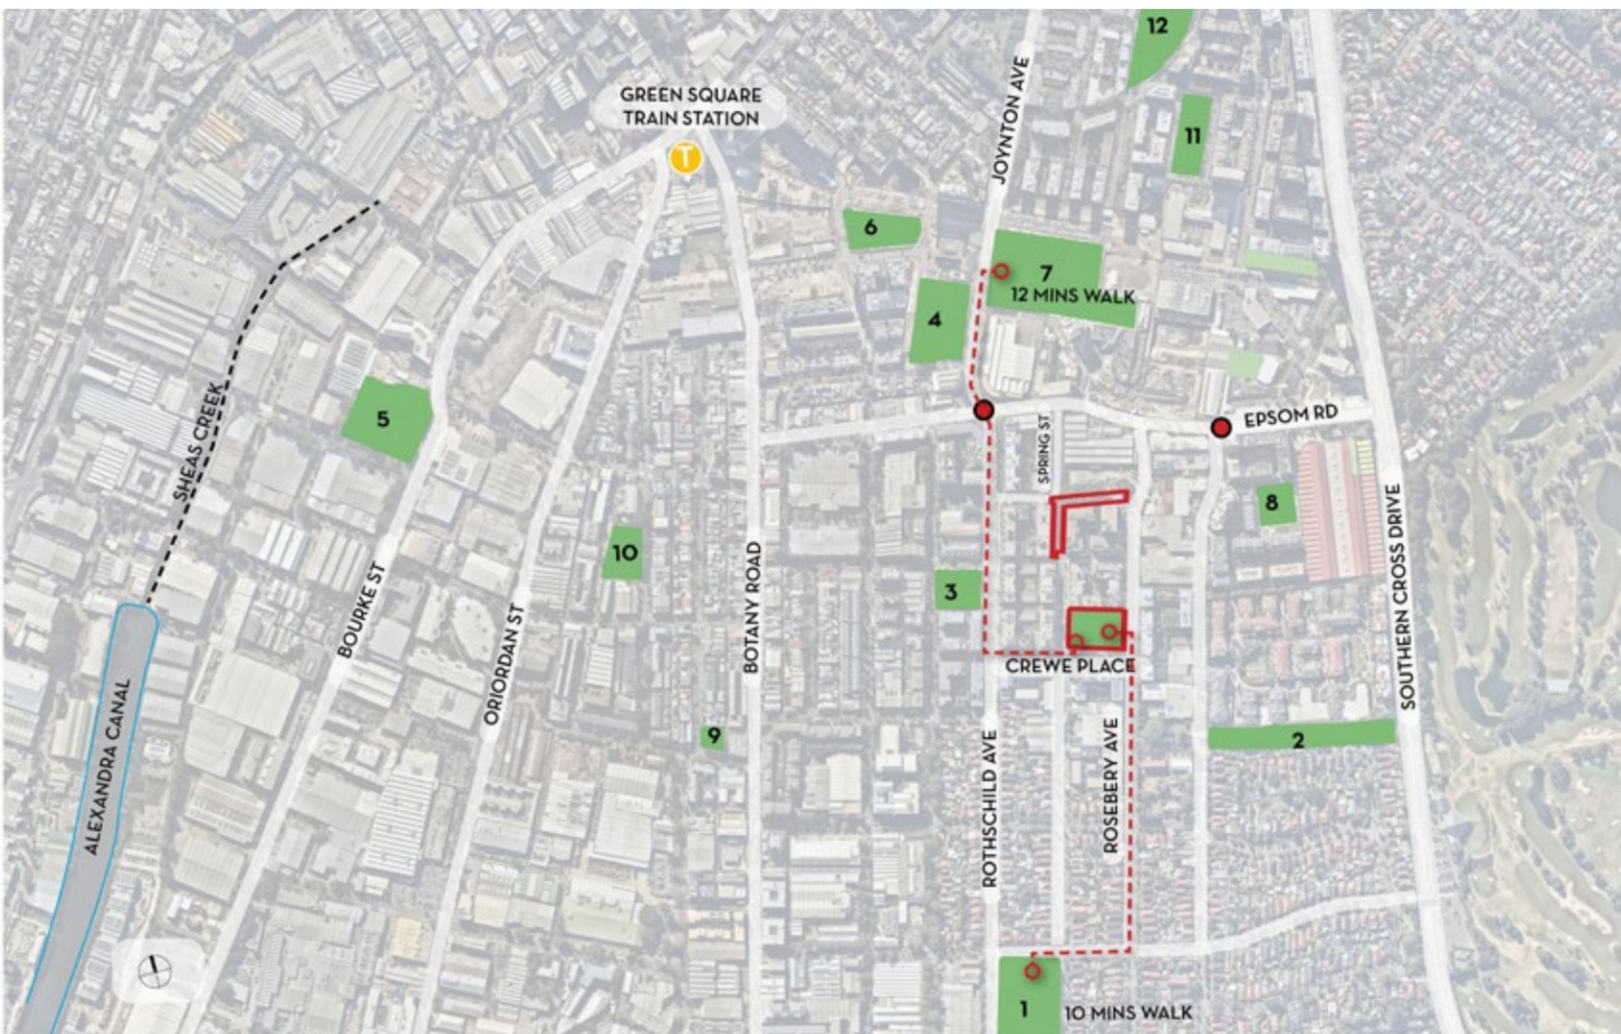 12
JOYNTON AVE
GREEN SQUARE
TRAIN STATION
T
11
6
7
12 MINS WALK
4
5
SHEAS CREEK
EPSOM RD
SPRING ST
8
SOUTHERN CROSS DRIVE
10
3
BOTANY ROAD
BOURKE ST
ORIORDAN ST
CREWE PLACE
ALEXANDRA CANAL
9
2
ROTHSCHILD AVE
ROSEBERY AVE
1
10 MINS WALK